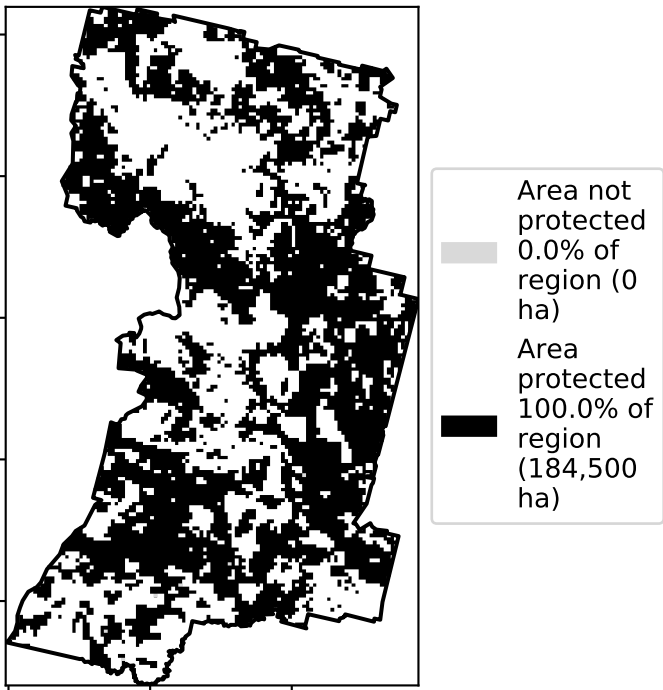 Area not
protected
0.0% of
region (0
ha)
Area
protected
100.0% of
region
(184,500
ha)